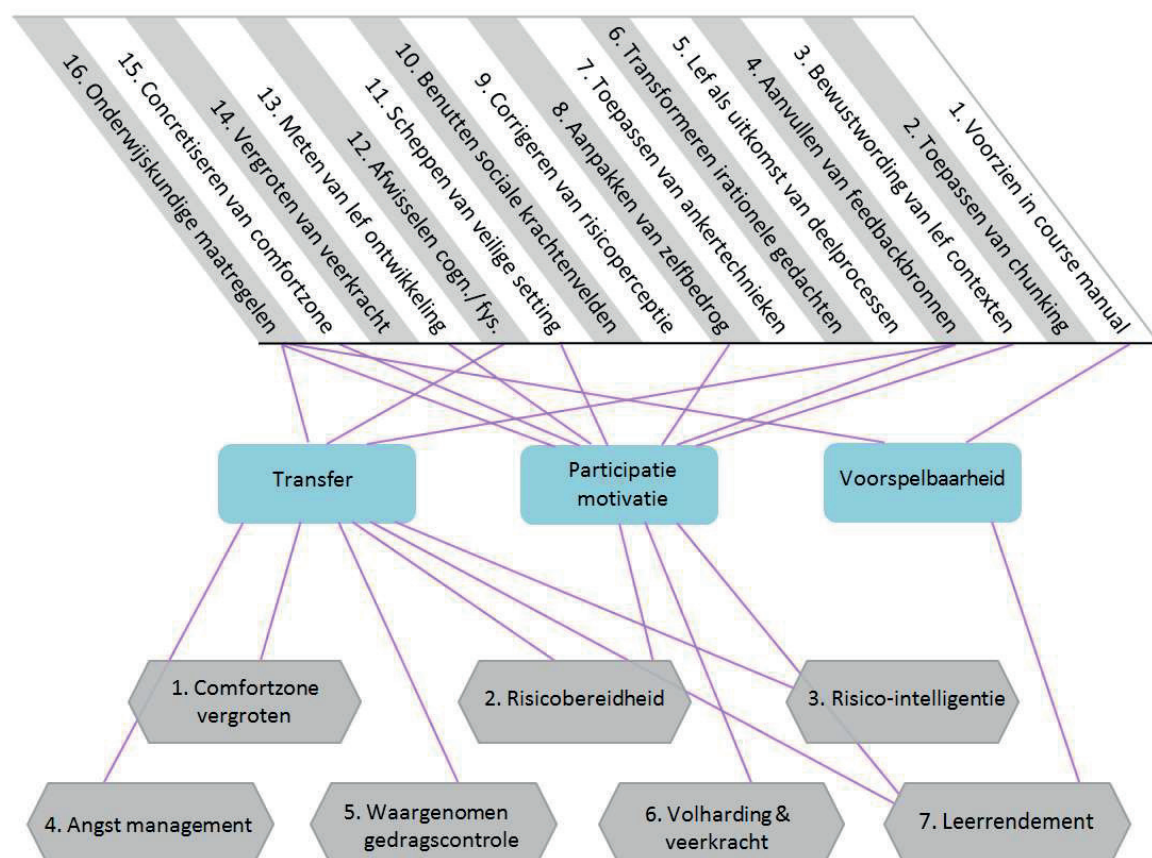 16. Onderwijskundige maatregelen
15. Concretiseren van comfortzone
14. Vergroten van veerkracht
13. Meten van lef ontwikkeling
12. Afwisselen cogn./ fys.
11. Scheppen van veilige setting
10. Benutten sociale krachtenvelden
9. Corrigeren van risicoperceptie
8. Aanpakken van zelfbedrog
7. Toepassen van ankertechnieken
6. Transformeren irationele gedachten
5. Lef als uitkomst van deelprocessen
4. Aanvullen van feedbackbronnen
3. Bewustwording van lef contexten
2. Toepassen van chunking
1. Voorzien in course manual
Transfer
Participatie
motivatie
Voorspelbaarheid
1. Comfortzone
vergroten
2. Risicobereidheid
3. Risico-intelligentie
4. Angst management
5. Waargenomen
gedragscontrole
6. Volharding &
veerkracht
7. Leerrendement